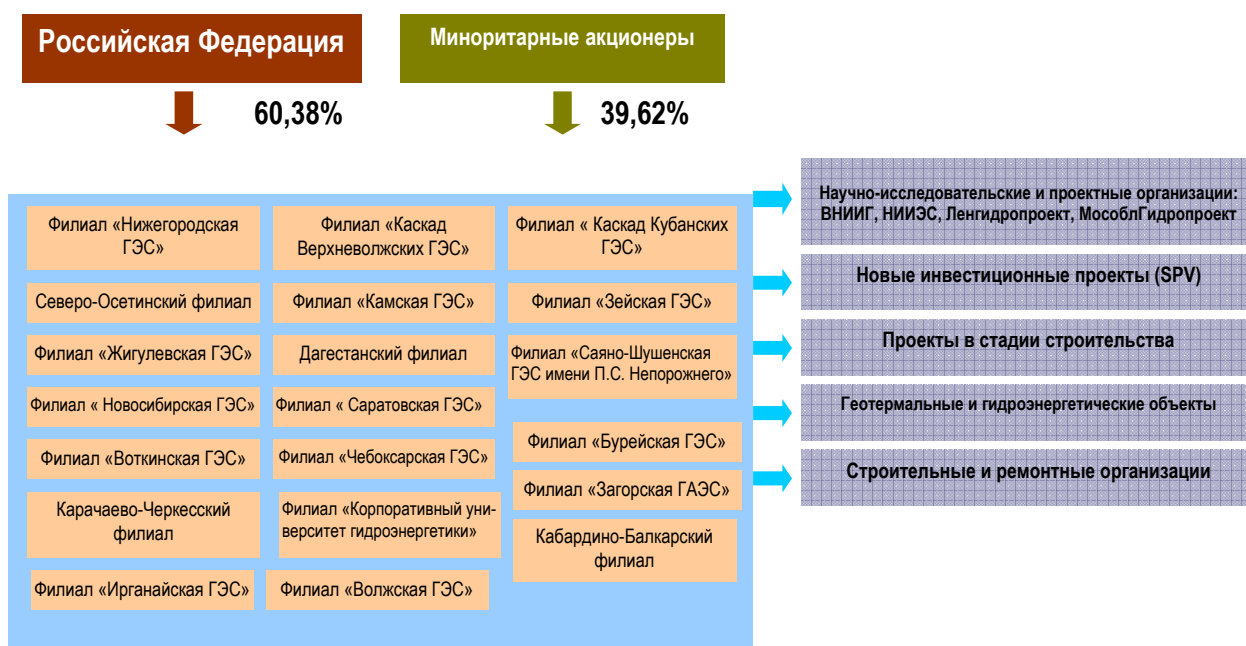 Российская Федерация
Миноритарные акционеры
60,38%
39,62%
Филиал «Нижегородская
ГЭС»
Филиал «Каскад
Верхневолжских ГЭС»
Филиал « Каскад Кубанских
ГЭС»
Северо-Осетинский филиал
Филиал «Камская ГЭС»
Филиал «Зейская ГЭС»
Филиал «Жигулевская ГЭС»
Дагестанский филиал
Филиал «Саяно-Шушенская
ГЭС имени П.С. Непорожнего»
Филиал « Новосибирская ГЭС»
Филиал « Саратовская ГЭС»
Филиал «Бурейская ГЭС»
Филиал «Воткинская ГЭС»
Филиал «Чебоксарская ГЭС»
Филиал «Загорская ГАЭС»
Карачаево-Черкесский
филиал
Филиал «Корпоративный уни-
верситет гидроэнергетики»
Кабардино-Балкарский
филиал
Филиал «Ирганайская ГЭС»
Филиал «Волжская ГЭС»
Научно-исследовательские и проектные организации:
ВНИИГ, НИИЭС, Ленгидропроект, МособлГидропроект
Новые инвестиционные проекты (SPV)
Проекты в стадии строительства
Геотермальные и гидроэнергетические объекты
Строительные и ремонтные организации